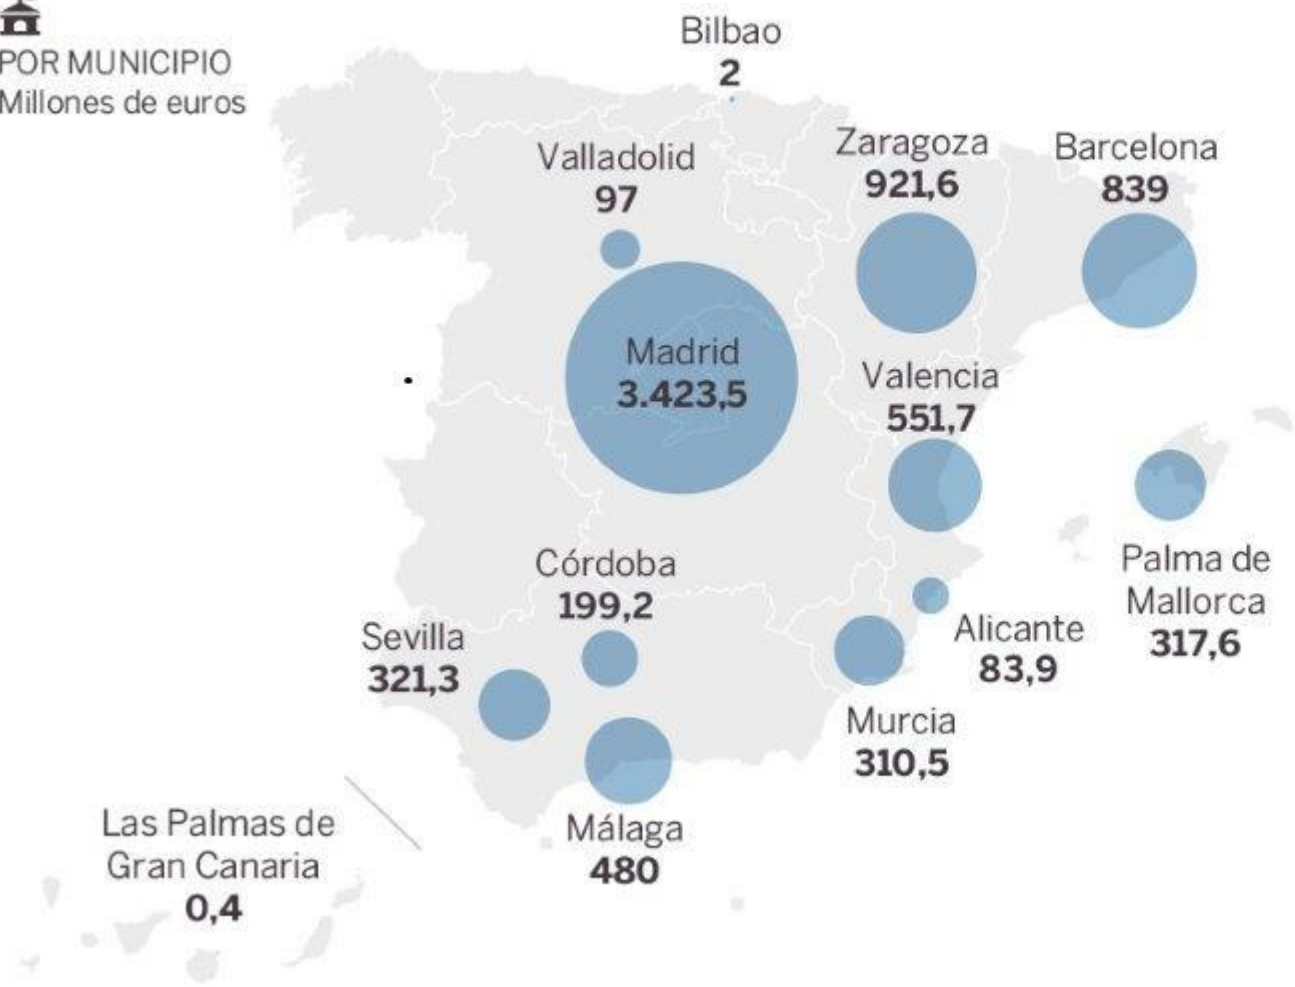 POR MUNICIPIO
Millones de euros
Bilbao
2
Valladolid
97
Zaragoza
921,6
Barcelona
839
Madrid
3.423,5
Valencia
551,7
Palma de
Mallorca
317,6
Córdoba
199,2
Sevilla
321,3
Alicante
83,9
Murcia
310,5
Málaga
480
Las Palmas de
Gran Canaria
0,4